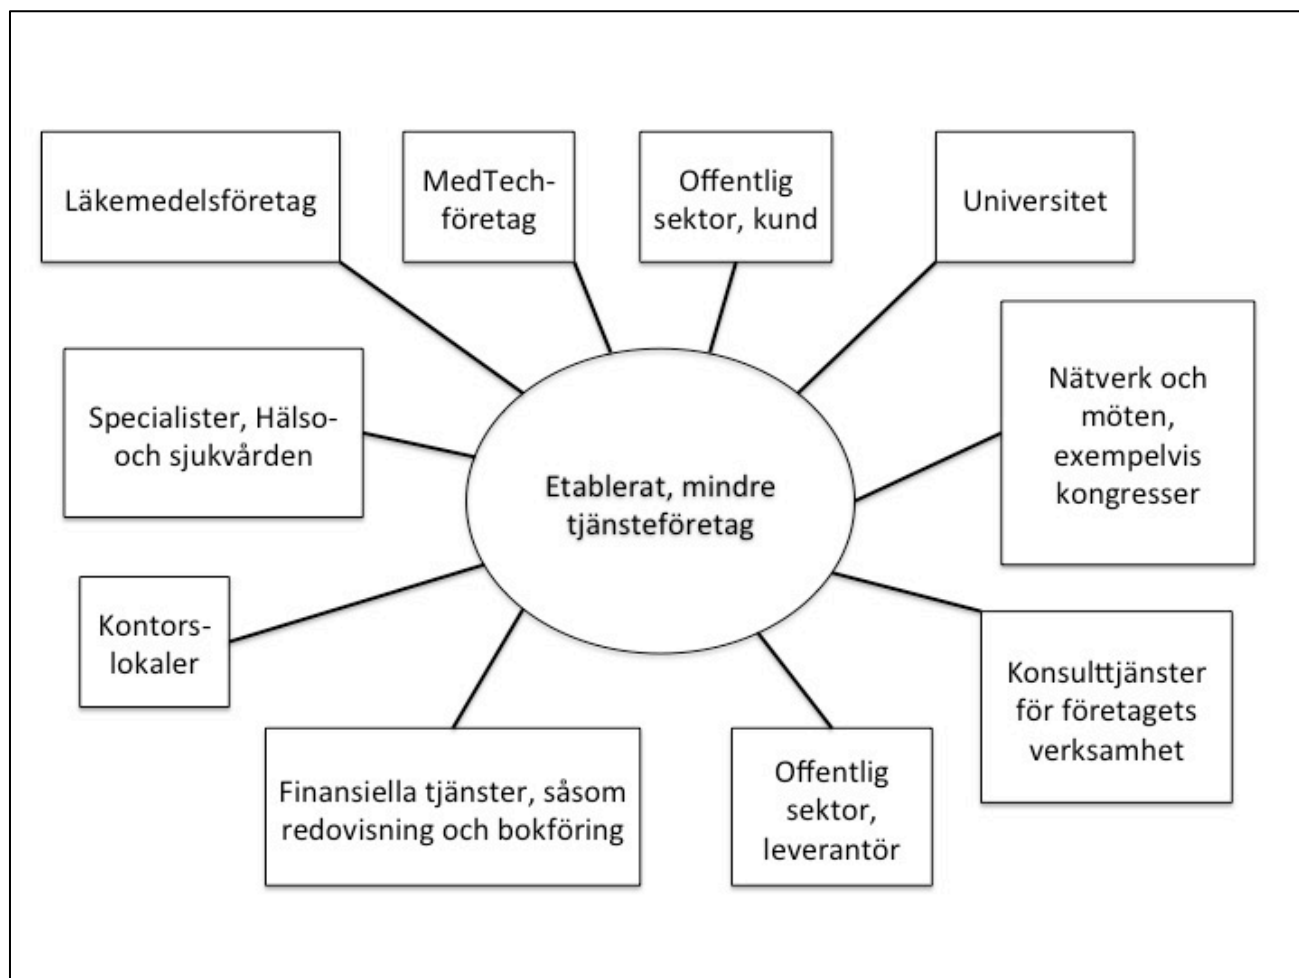 Läkemedelsföretag
MedTech-
företag
Offentlig
sektor, kund
Universitet
Specialister, Hälso-
och sjukvården
Nätverk och
möten,
exempelvis
kongresser
Etablerat, mindre
tjänsteföretag
Kontors-
lokaler
Konsulttjänster
för företagets
verksamhet
Finansiella tjänster, såsom
redovisning och bokföring
Offentlig
sektor,
leverantör